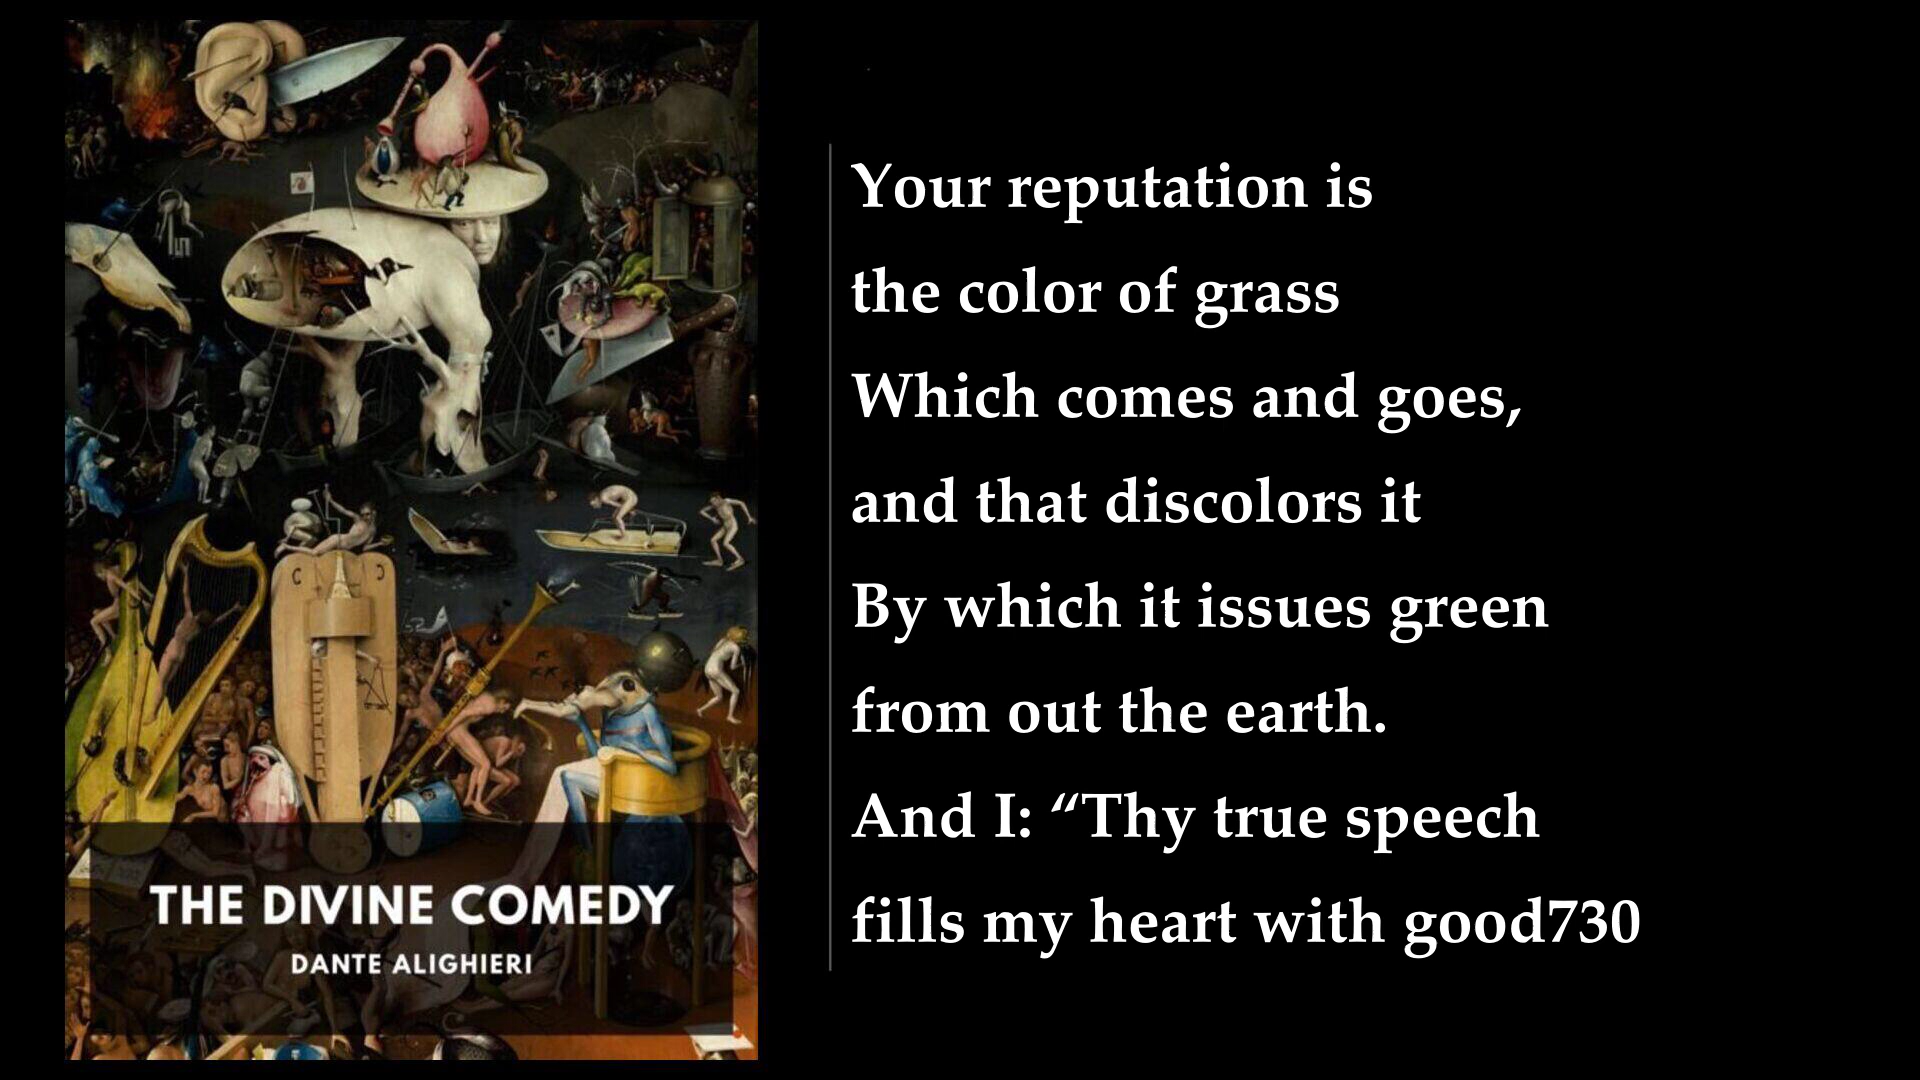 THE DIVINE COMEDY
DANTE ALIGHIERI
Your reputation is
the color of grass
Which comes and goes,
and that discolors it
By which it issues green
from out the earth.
And I: “Thy true speech
fills my heart with good730